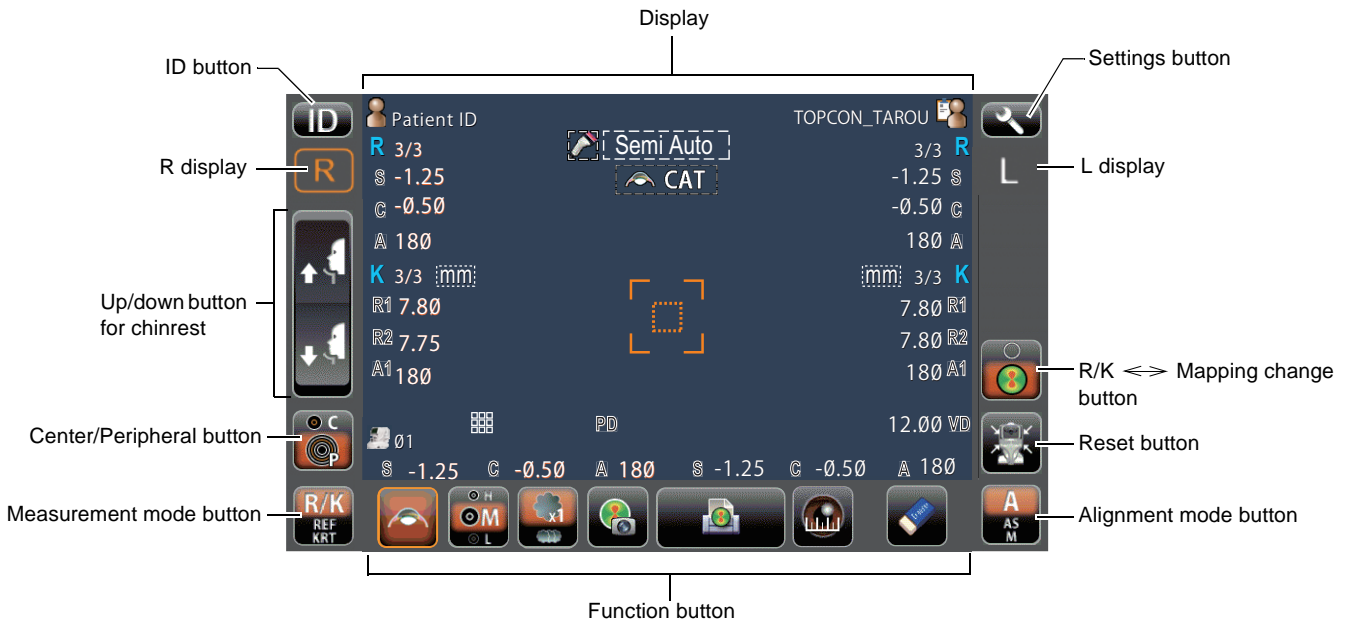 Display
ID button
Settings button
ID
Patient ID
TOPCON_TAROU
R 3/3
Semi Auto
3/3 R
R display
R
L
L display
S -1.25
CAT
-1.25 S
C -0.50
-0.50 C
A 180
180 A
K 3/3 mm
mm 3/3 K
Up/down button
for chinrest
R1 7.80
7.80 R1
R2 7.75
7.80 R2
A1 180
180 A1
R/K <=> Mapping change
button
Center/Peripheral button
C
P
01
PD
12.00 VD
Reset button
S -1.25 C -0.50 A 180 S -1.25 C -0.50 A 180
Measurement mode button
R/K
REF
KRT
H
M
L
x1
A
AS
M
Alignment mode button
Function button